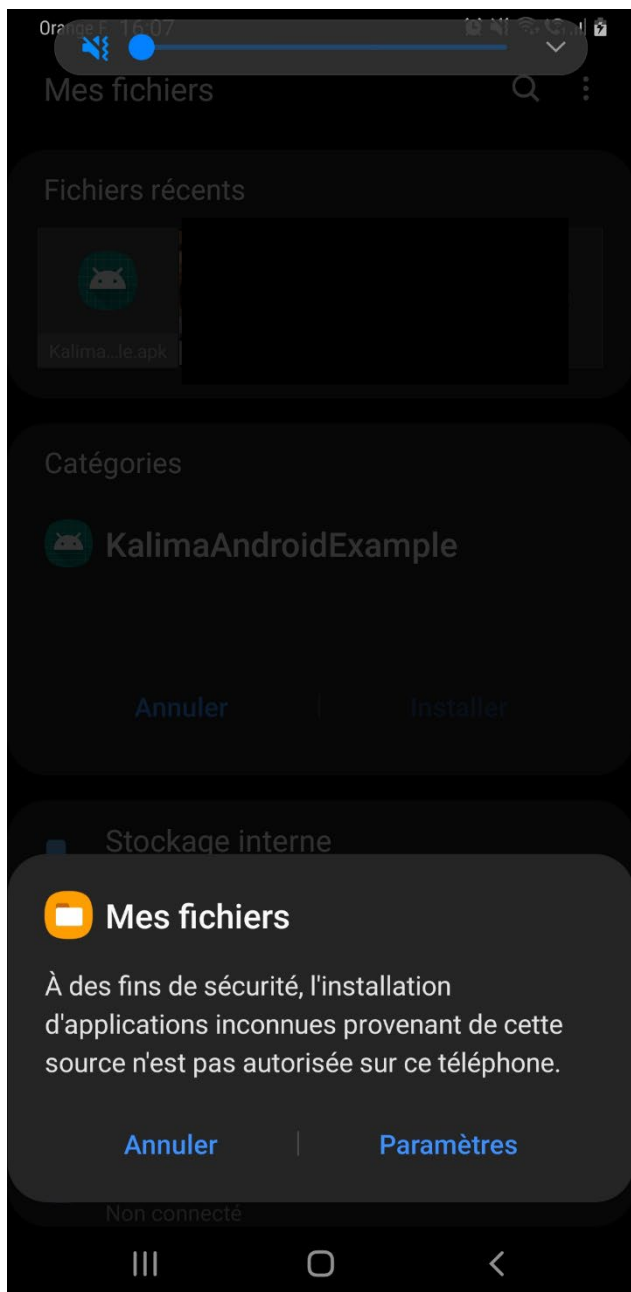 Orange F 16:07
Mes fichiers
Fichiers récents
Kalima...le.apk
Catégories
KalimaAndroidExample
Annuler
Installer
Stockage interne
Mes fichiers
À des fins de sécurité, l'installation
d'applications inconnues provenant de cette
source n'est pas autorisée sur ce téléphone.
Annuler
Paramètres
Non connecté